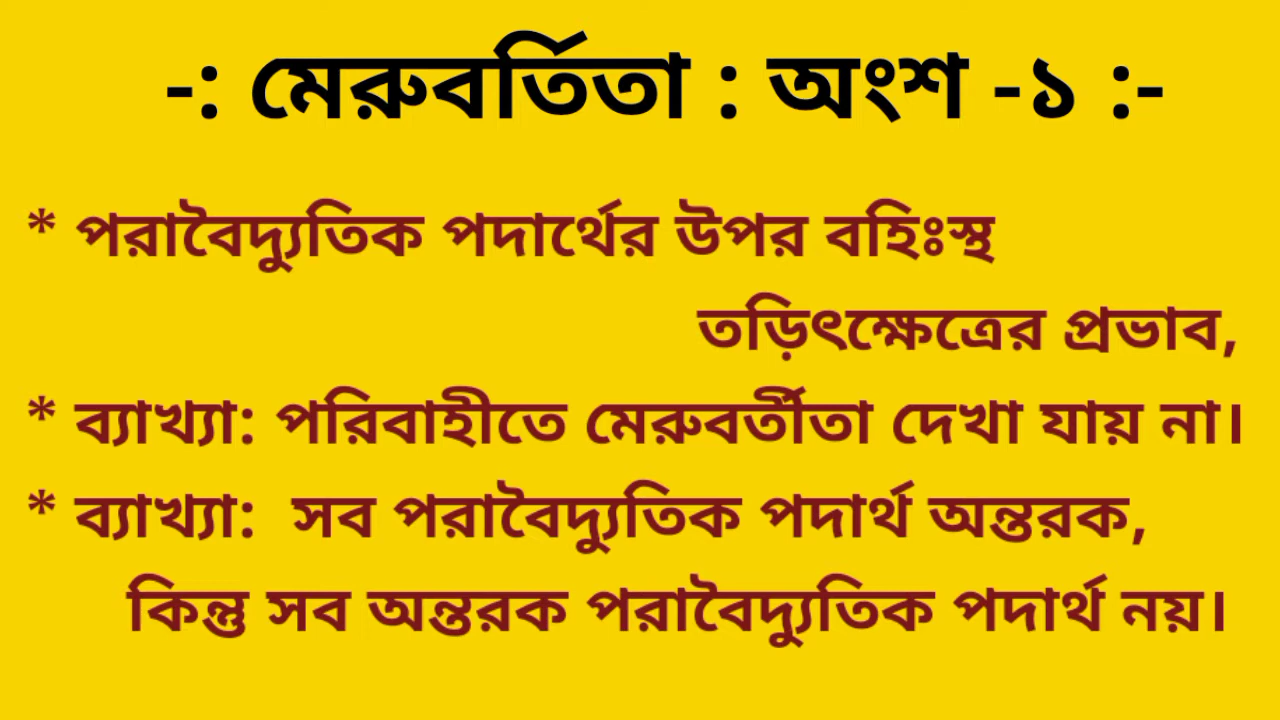 -: মেরুবর্তিতা : অংশ -১ :-
* পরাবৈদ্যুতিক পদার্থের উপর বহিঃস্থ
তড়িৎক্ষেত্রের প্রভাব,
* ব্যাখ্যা: পরিবাহীতে মেরুবর্তীতা দেখা যায় না।
* ব্যাখ্যা: সব পরাবৈদ্যুতিক পদার্থ অন্তরক,
কিন্তু সব অন্তরক পরাবৈদ্যুতিক পদার্থ নয়।